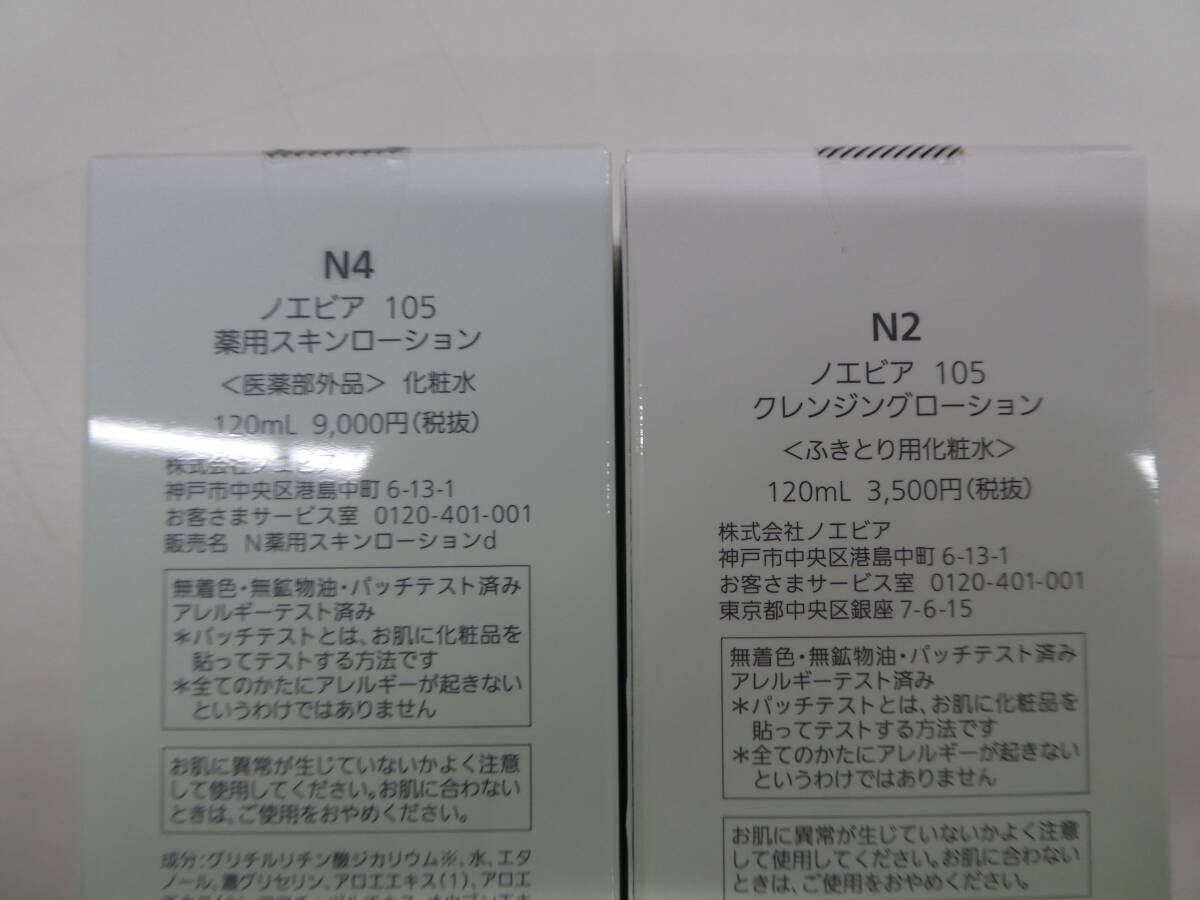 N4
ノエビア 105
薬用スキンローション
<医薬部外品> 化粧水
120mL 9,000円(税抜)
株式会社ノエビア
神戸市中央区港島中町6-13-1
お客さまサービス室 0120-401-001
販売名 N薬用スキンローションd
無着色・無鉱物油・パッチテスト済み
アレルギーテスト済み
*パッチテストとは、お肌に化粧品を
貼ってテストする方法です
*全てのかたにアレルギーが起きない
というわけではありません
お肌に異常が生じていないかよく注意
して使用してください。お肌に合わない
ときは、ご使用をおやめください。
成分:グリチルリチン酸ジカリウム※、水、エタ
ノール、濃グリセリン、アロエエキス(1)、アロエ
N2
ノエビア 105
クレンジングローション
<ふきとり用化粧水>
120mL 3,500円(税抜)
株式会社ノエビア
神戸市中央区港島中町6-13-1
お客さまサービス室 0120-401-001
東京都中央区銀座7-6-15
無着色・無鉱物油・パッチテスト済み
アレルギーテスト済み
*パッチテストとは、お肌に化粧品を
貼ってテストする方法です
*全てのかたにアレルギーが起きない
というわけではありません
お肌に異常が生じていないかよく注意
して使用してください。お肌に合わない
ときは、ご使用をおやめください。